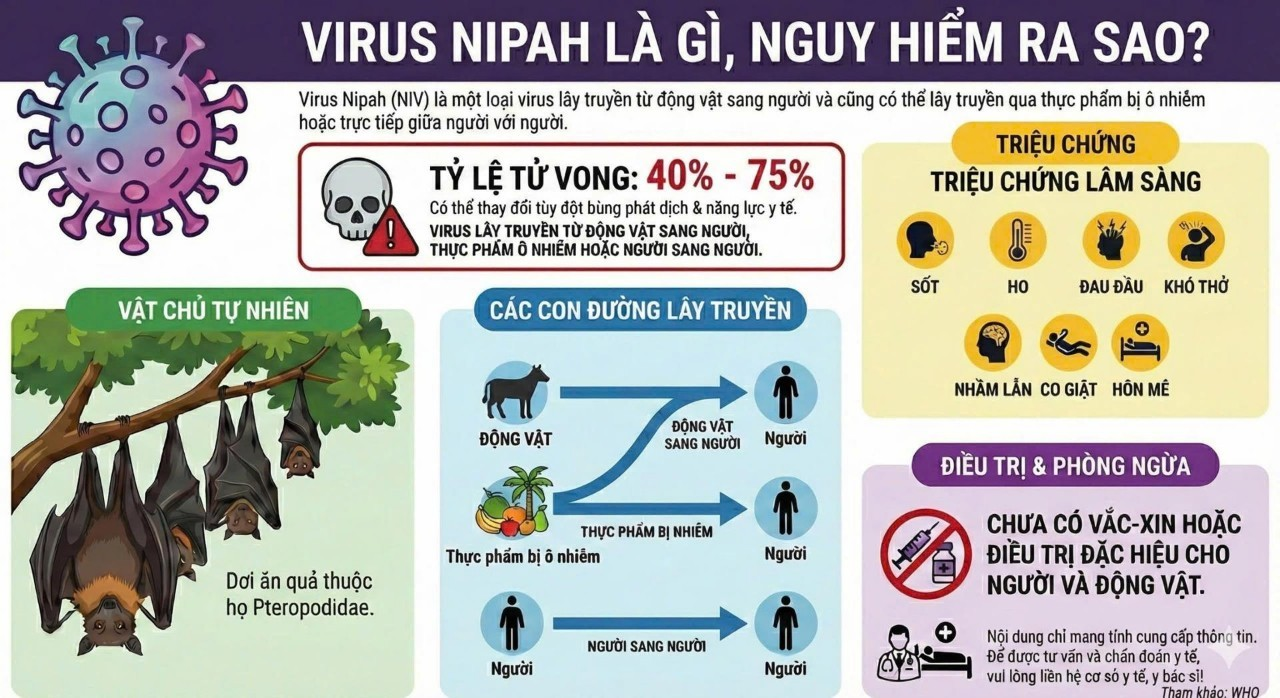 VIRUS NIPAH LÀ GÌ, NGUY HIỂM RA SAO?
Virus Nipah (NIV) là một loại virus lây truyền từ động vật sang người và cũng có thể lây truyền qua thực phẩm bị ô nhiễm
hoặc trực tiếp giữa người với người.
TỶ LỆ TỬ VONG: 40% - 75%
Có thể thay đổi tùy đột bùng phát dịch & năng lực y tế.
VIRUS LÂY TRUYỀN TỪ ĐỘNG VẬT SANG NGƯỜI,
THỰC PHẨM Ô NHIỄM HOẶC NGƯỜI SANG NGƯỜI.
TRIỆU CHỨNG
TRIỆU CHỨNG LÂM SÀNG
SỐT
HO
ĐAU ĐẦU
KHÓ THỞ
NHẦM LẪN
CO GIẬT
HÔN MÊ
VẬT CHỦ TỰ NHIÊN
Dơi ăn quả thuộc
họ Pteropodidae.
CÁC CON ĐƯỜNG LÂY TRUYỀN
ĐỘNG VẬT
ĐỘNG VẬT
SANG NGƯỜI
Người
Thực phẩm bị ô nhiễm
THỰC PHẨM BỊ NHIỄM
Người
Người
NGƯỜI SANG NGƯỜI
Người
ĐIỀU TRỊ & PHÒNG NGỪA
CHƯA CÓ VẮC-XIN HOẶC
ĐIỀU TRỊ ĐẶC HIỆU CHO
NGƯỜI VÀ ĐỘNG VẬT.
Nội dung chỉ mang tính cung cấp thông tin.
Để được tư vấn và chẩn đoán y tế,
vui lòng liên hệ cơ só y tế, y bác sĩ!
Tham khảo: WHO